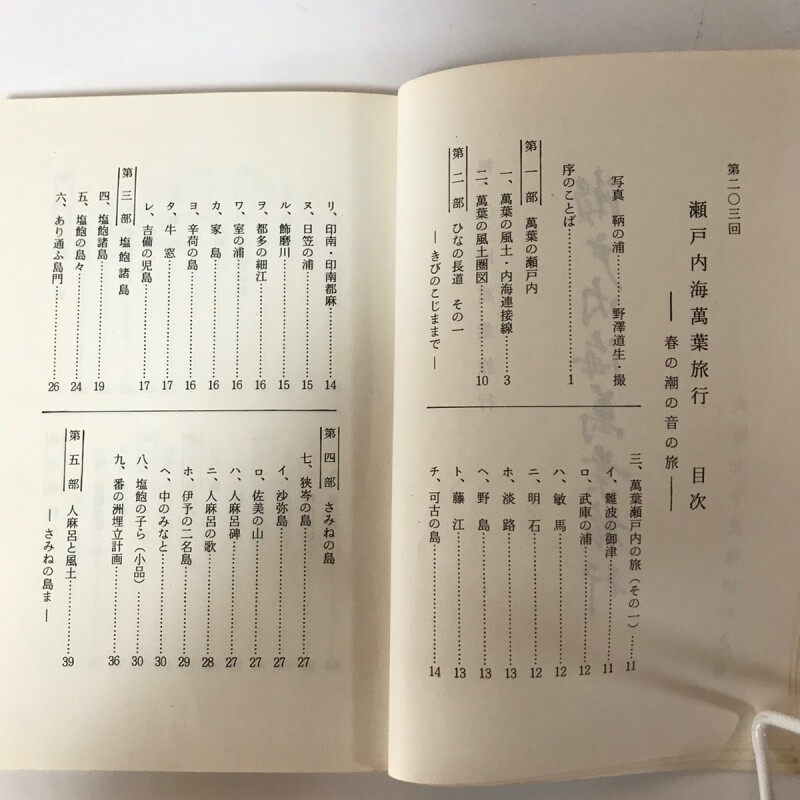 第二〇三回
瀬戸内海萬葉旅行　目次
――春の潮の音の旅――
写真　鞆の浦……野澤道生・撮
序のことば……1
第一部　萬葉の瀬戸内
一、萬葉の風土・内海連接線……3
二、萬葉の風土圏図……10
第二部　ひなの長道　その一
――きびのこじままで――
三、萬葉瀬戸内の旅（その一）……11
イ、難波の御津……11
ロ、武庫の浦……12
ハ、敏馬……12
ニ、明石……12
ホ、淡路……13
ヘ、野島……13
ト、藤江……13
チ、可古の島……14
リ、印南・印南都麻……14
ヌ、日笠の浦……15
ル、飾磨川……15
ヲ、都多の細江……16
ワ、室の浦……16
カ、家島……16
ヨ、辛荷の島……16
タ、牛窓……17
レ、吉備の児島……17
第三部　塩飽諸島
四、塩飽諸島……19
五、塩飽の島々……24
六、あり通ふ島門……26
第四部　さみねの島
七、狭岑の島……27
イ、沙弥島……27
ロ、佐美の山……27
ハ、人麻呂碑……27
ニ、人麻呂の歌……28
ホ、伊予の二名島……29
ヘ、中のみなと……30
八、塩飽の子ら（小品）……30
九、番の洲埋立計画……36
第五部　人麻呂と風土……39
――さみねの島ま――